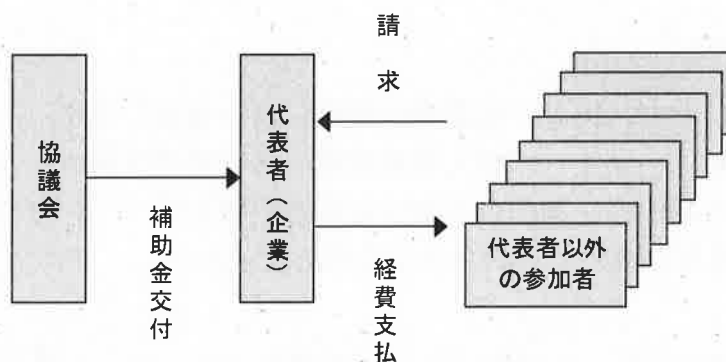 協議会
補助金交付
代表者（企業）
請求
経費支払
代表者以外
の参加者